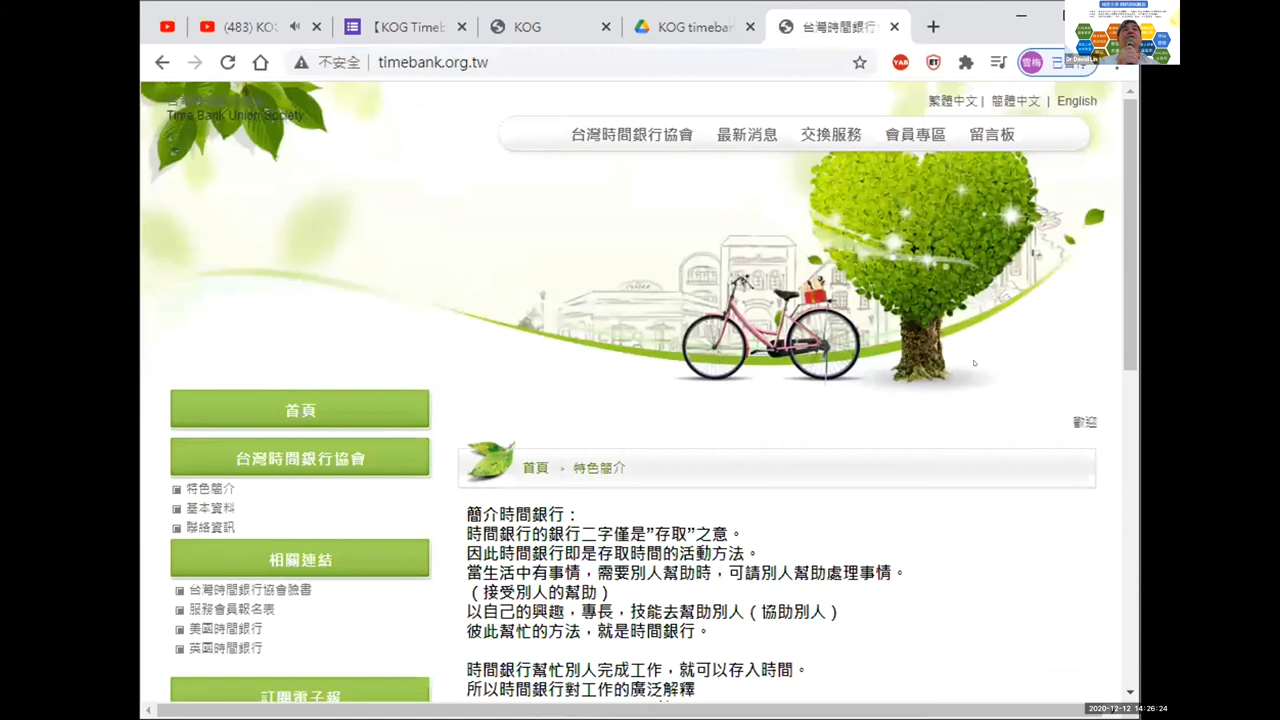 (483)
台灣時間銀行
不安全 | timebank.org.tw
YAB
雪梅
Dr David Lin
Time Bank Union Society
繁體中文 | 簡體中文 | English
台灣時間銀行協會 最新消息 交換服務 會員專區 留言板
歡迎
首頁
台灣時間銀行協會
特色簡介
基本資料
聯絡資訊
相關連結
台灣時間銀行協會臉書
服務會員報名表
美國時間銀行
英國時間銀行
訂閱電子報
首頁 特色簡介
簡介時間銀行：
時間銀行的銀行二字僅是”存取”之意。
因此時間銀行即是存取時間的活動方法。
當生活中有事情，需要別人幫助時，可請別人幫助處理事情。
（接受別人的幫助）
以自己的興趣，專長，技能去幫助別人（協助別人）
彼此幫忙的方法，就是時間銀行。
時間銀行幫忙別人完成工作，就可以存入時間。
所以時間銀行對工作的廣泛解釋
2020-12-12 14:26:24